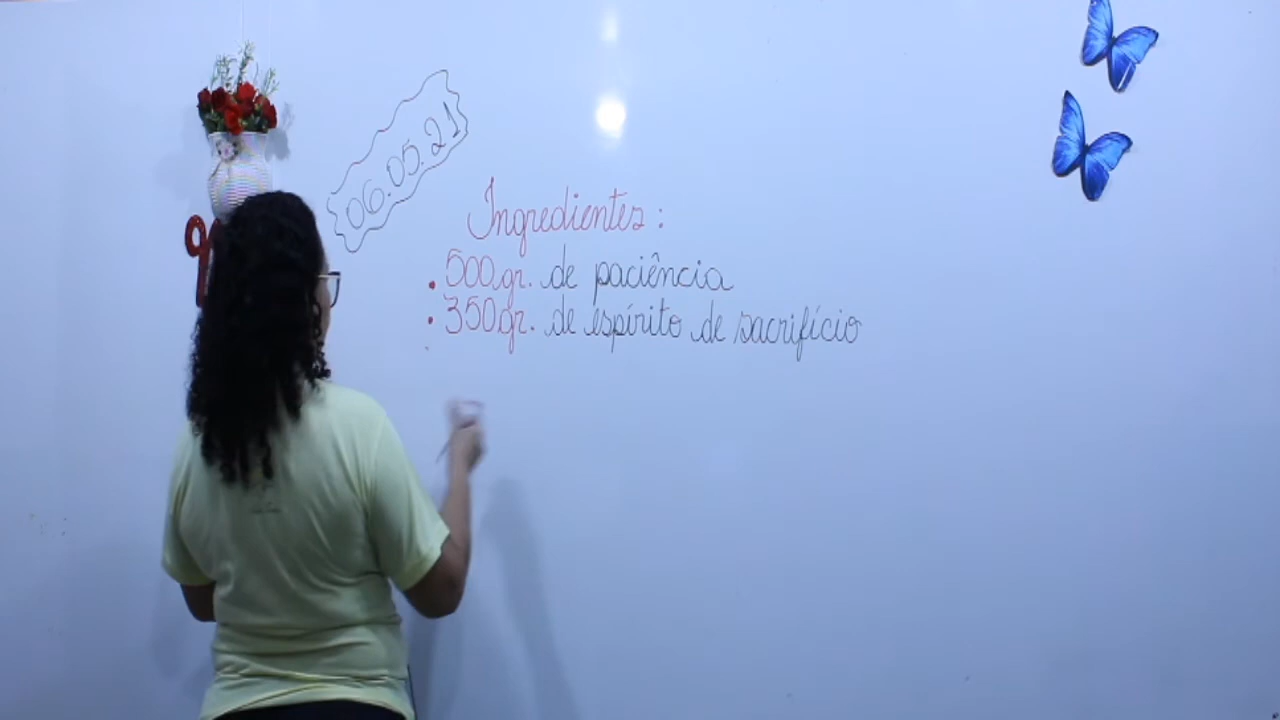 06.05.21
Ingredientes:
. 500gr. de paciência
. 350gr. de espírito de sacrifício